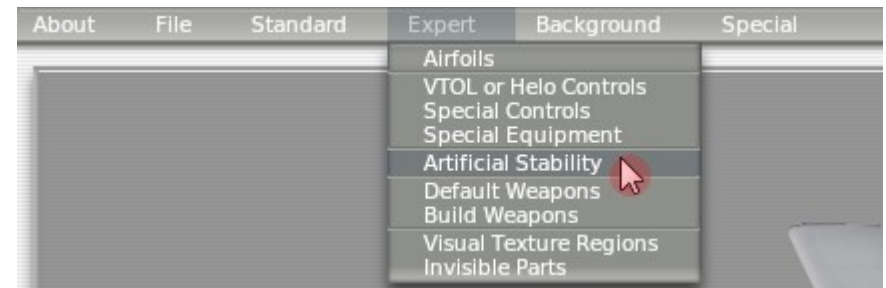 About File Standard Expert Background Special
Airfoils
VTOL or Helo Controls
Special Controls
Special Equipment
Artificial Stability
Default Weapons
Build Weapons
Visual Texture Regions
Invisible Parts